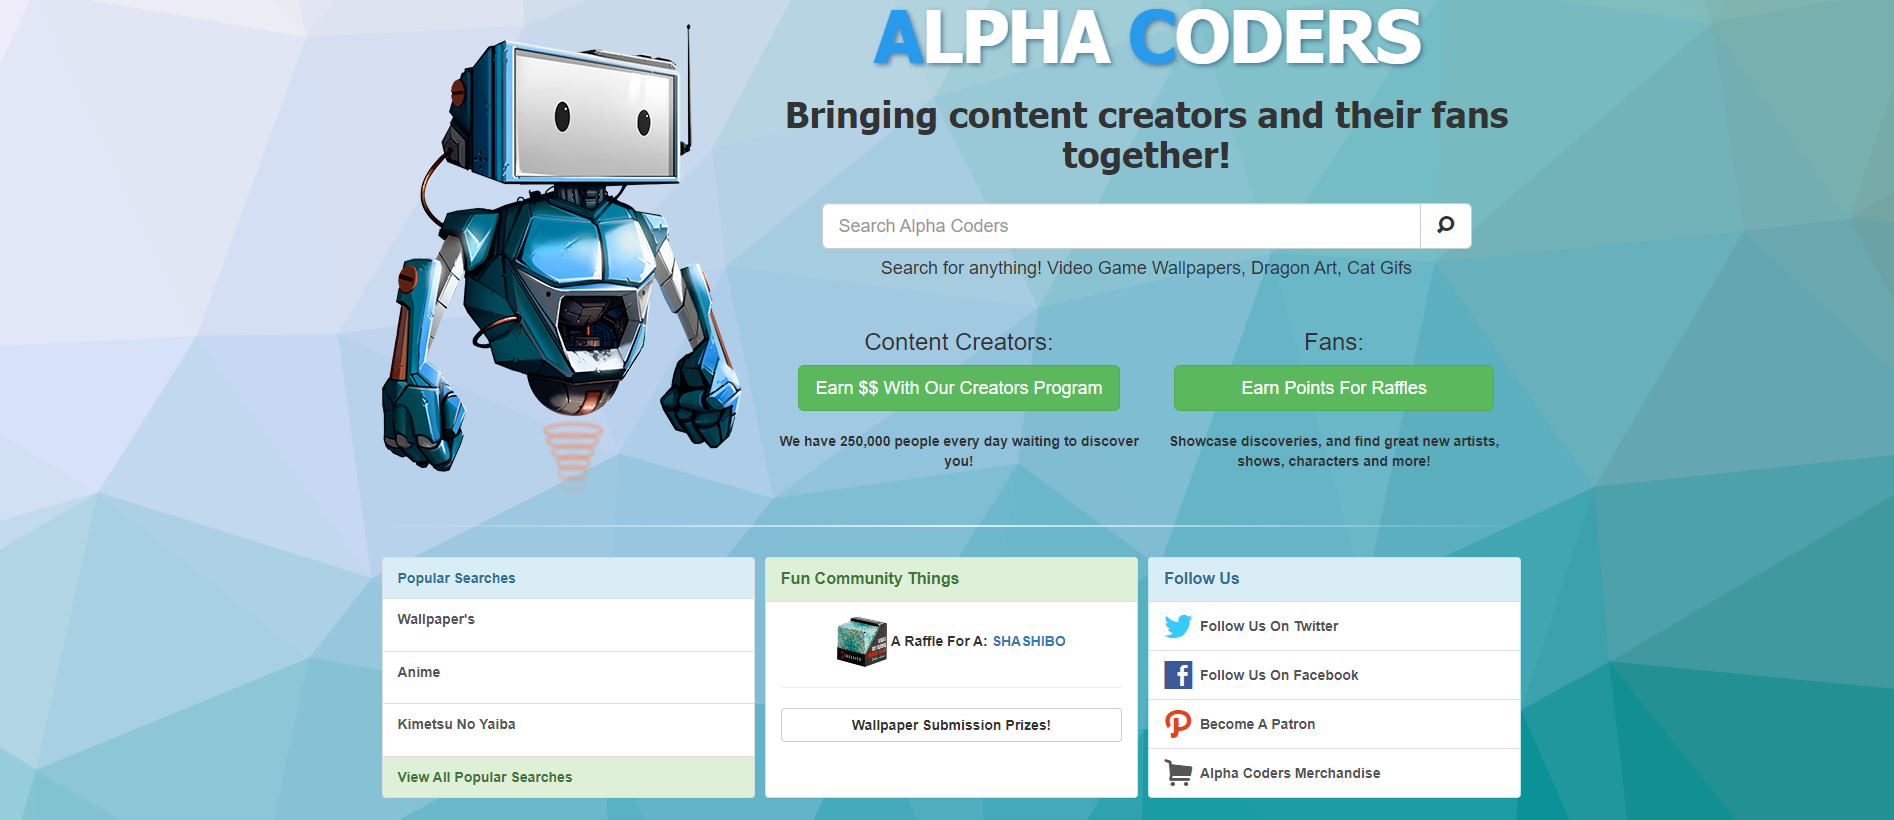 ALPHA CODERS
Bringing content creators and their fans
together!
Search Alpha Coders
Search for anything! Video Game Wallpapers, Dragon Art, Cat Gifs
Content Creators:
Earn $$ With Our Creators Program
We have 250,000 people every day waiting to discover
you!
Fans:
Earn Points For Raffles
Showcase discoveries, and find great new artists,
shows, characters and more!
Popular Searches
Wallpaper's
Anime
Kimetsu No Yaiba
View All Popular Searches
Fun Community Things
A Raffle For A: SHASHIBO
Wallpaper Submission Prizes!
Follow Us
Follow Us On Twitter
Follow Us On Facebook
Become A Patron
Alpha Coders Merchandise